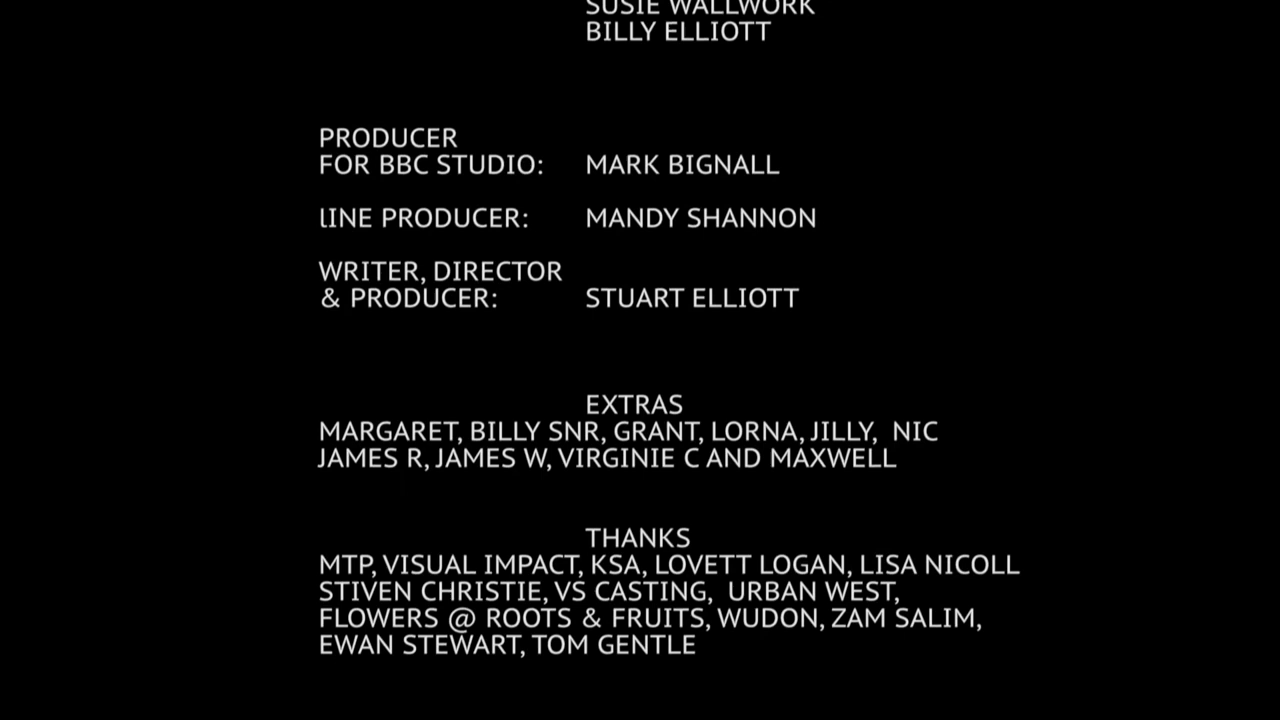 SUSIE WALLWORK
BILLY ELLIOTT
PRODUCER
FOR BBC STUDIO: MARK BIGNALL
lINE PRODUCER: MANDY SHANNON
WRITER, DIRECTOR
& PRODUCER: STUART ELLIOTT
EXTRAS
MARGARET, BILLY SNR, GRANT, LORNA, JILLY, NIC
JAMES R, JAMES W, VIRGINIE C AND MAXWELL
THANKS
MTP, VISUAL IMPACT, KSA, LOVETT LOGAN, LISA NICOLL
STIVEN CHRISTIE, VS CASTING, URBAN WEST,
FLOWERS @ ROOTS & FRUITS, WUDON, ZAM SALIM,
EWAN STEWART, TOM GENTLE